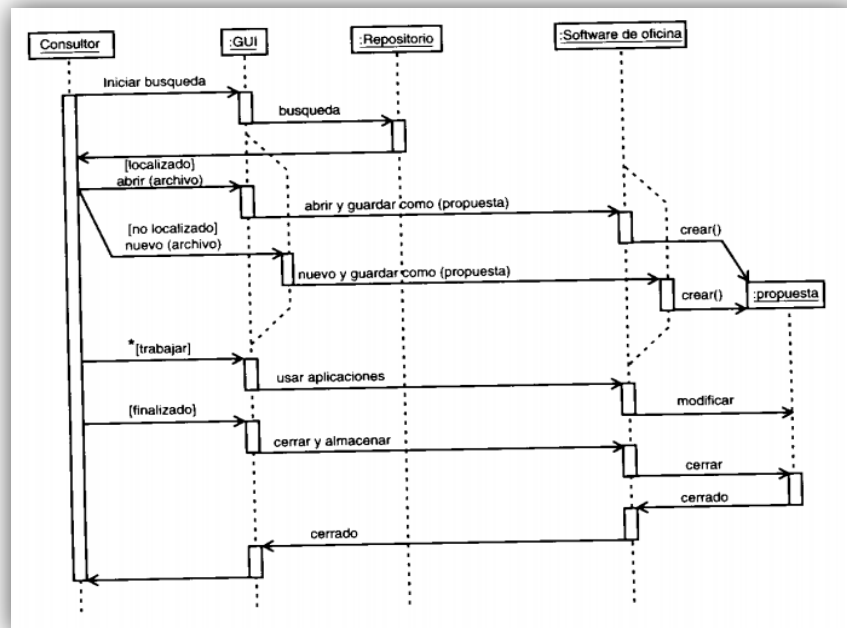 Consultor
:GUI
:Repositorio
:Software de oficina
Iniciar busqueda
busqueda
[localizado]
abrir (archivo)
abrir y guardar como (propuesta)
[no localizado]
nuevo (archivo)
crear()
nuevo y guardar como (propuesta)
crear()
:propuesta
*[trabajar]
usar aplicaciones
modificar
[finalizado]
cerrar y almacenar
cerrar
cerrado
cerrado